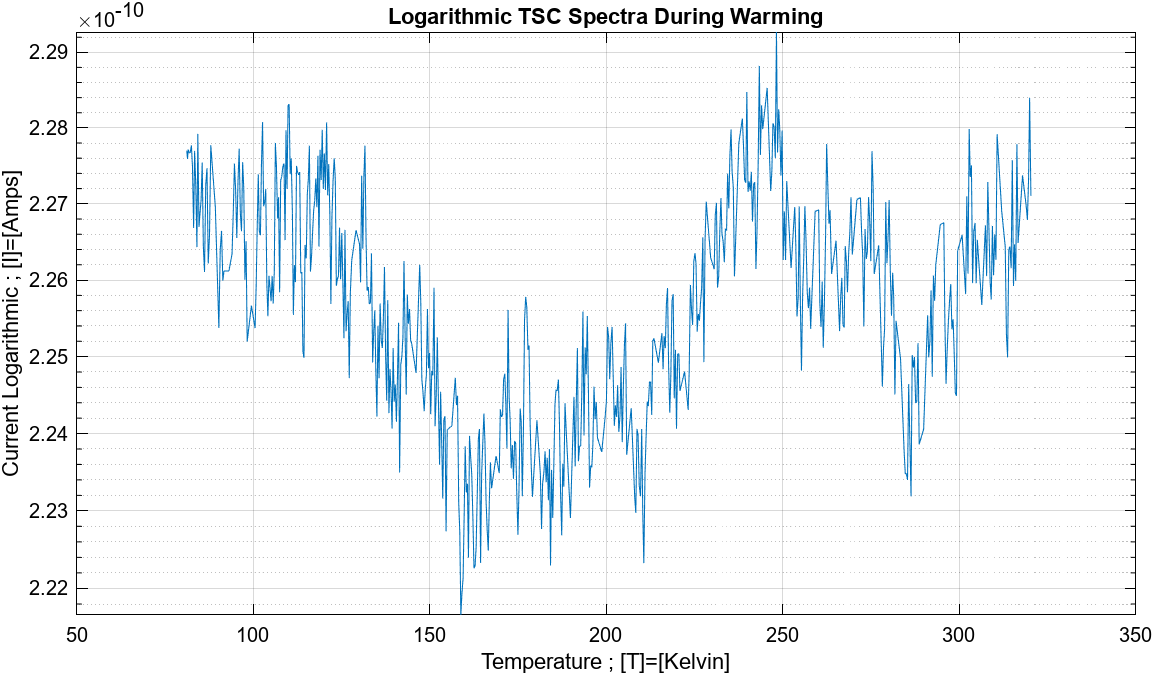 Logarithmic TSC Spectra During Warming
×10-10
2.29
2.28
2.27
2.26
2.25
2.24
2.23
2.22
Current Logarithmic ; [I]=[Amps]
50 100 150 200 250 300 350
Temperature ; [T]=[Kelvin]